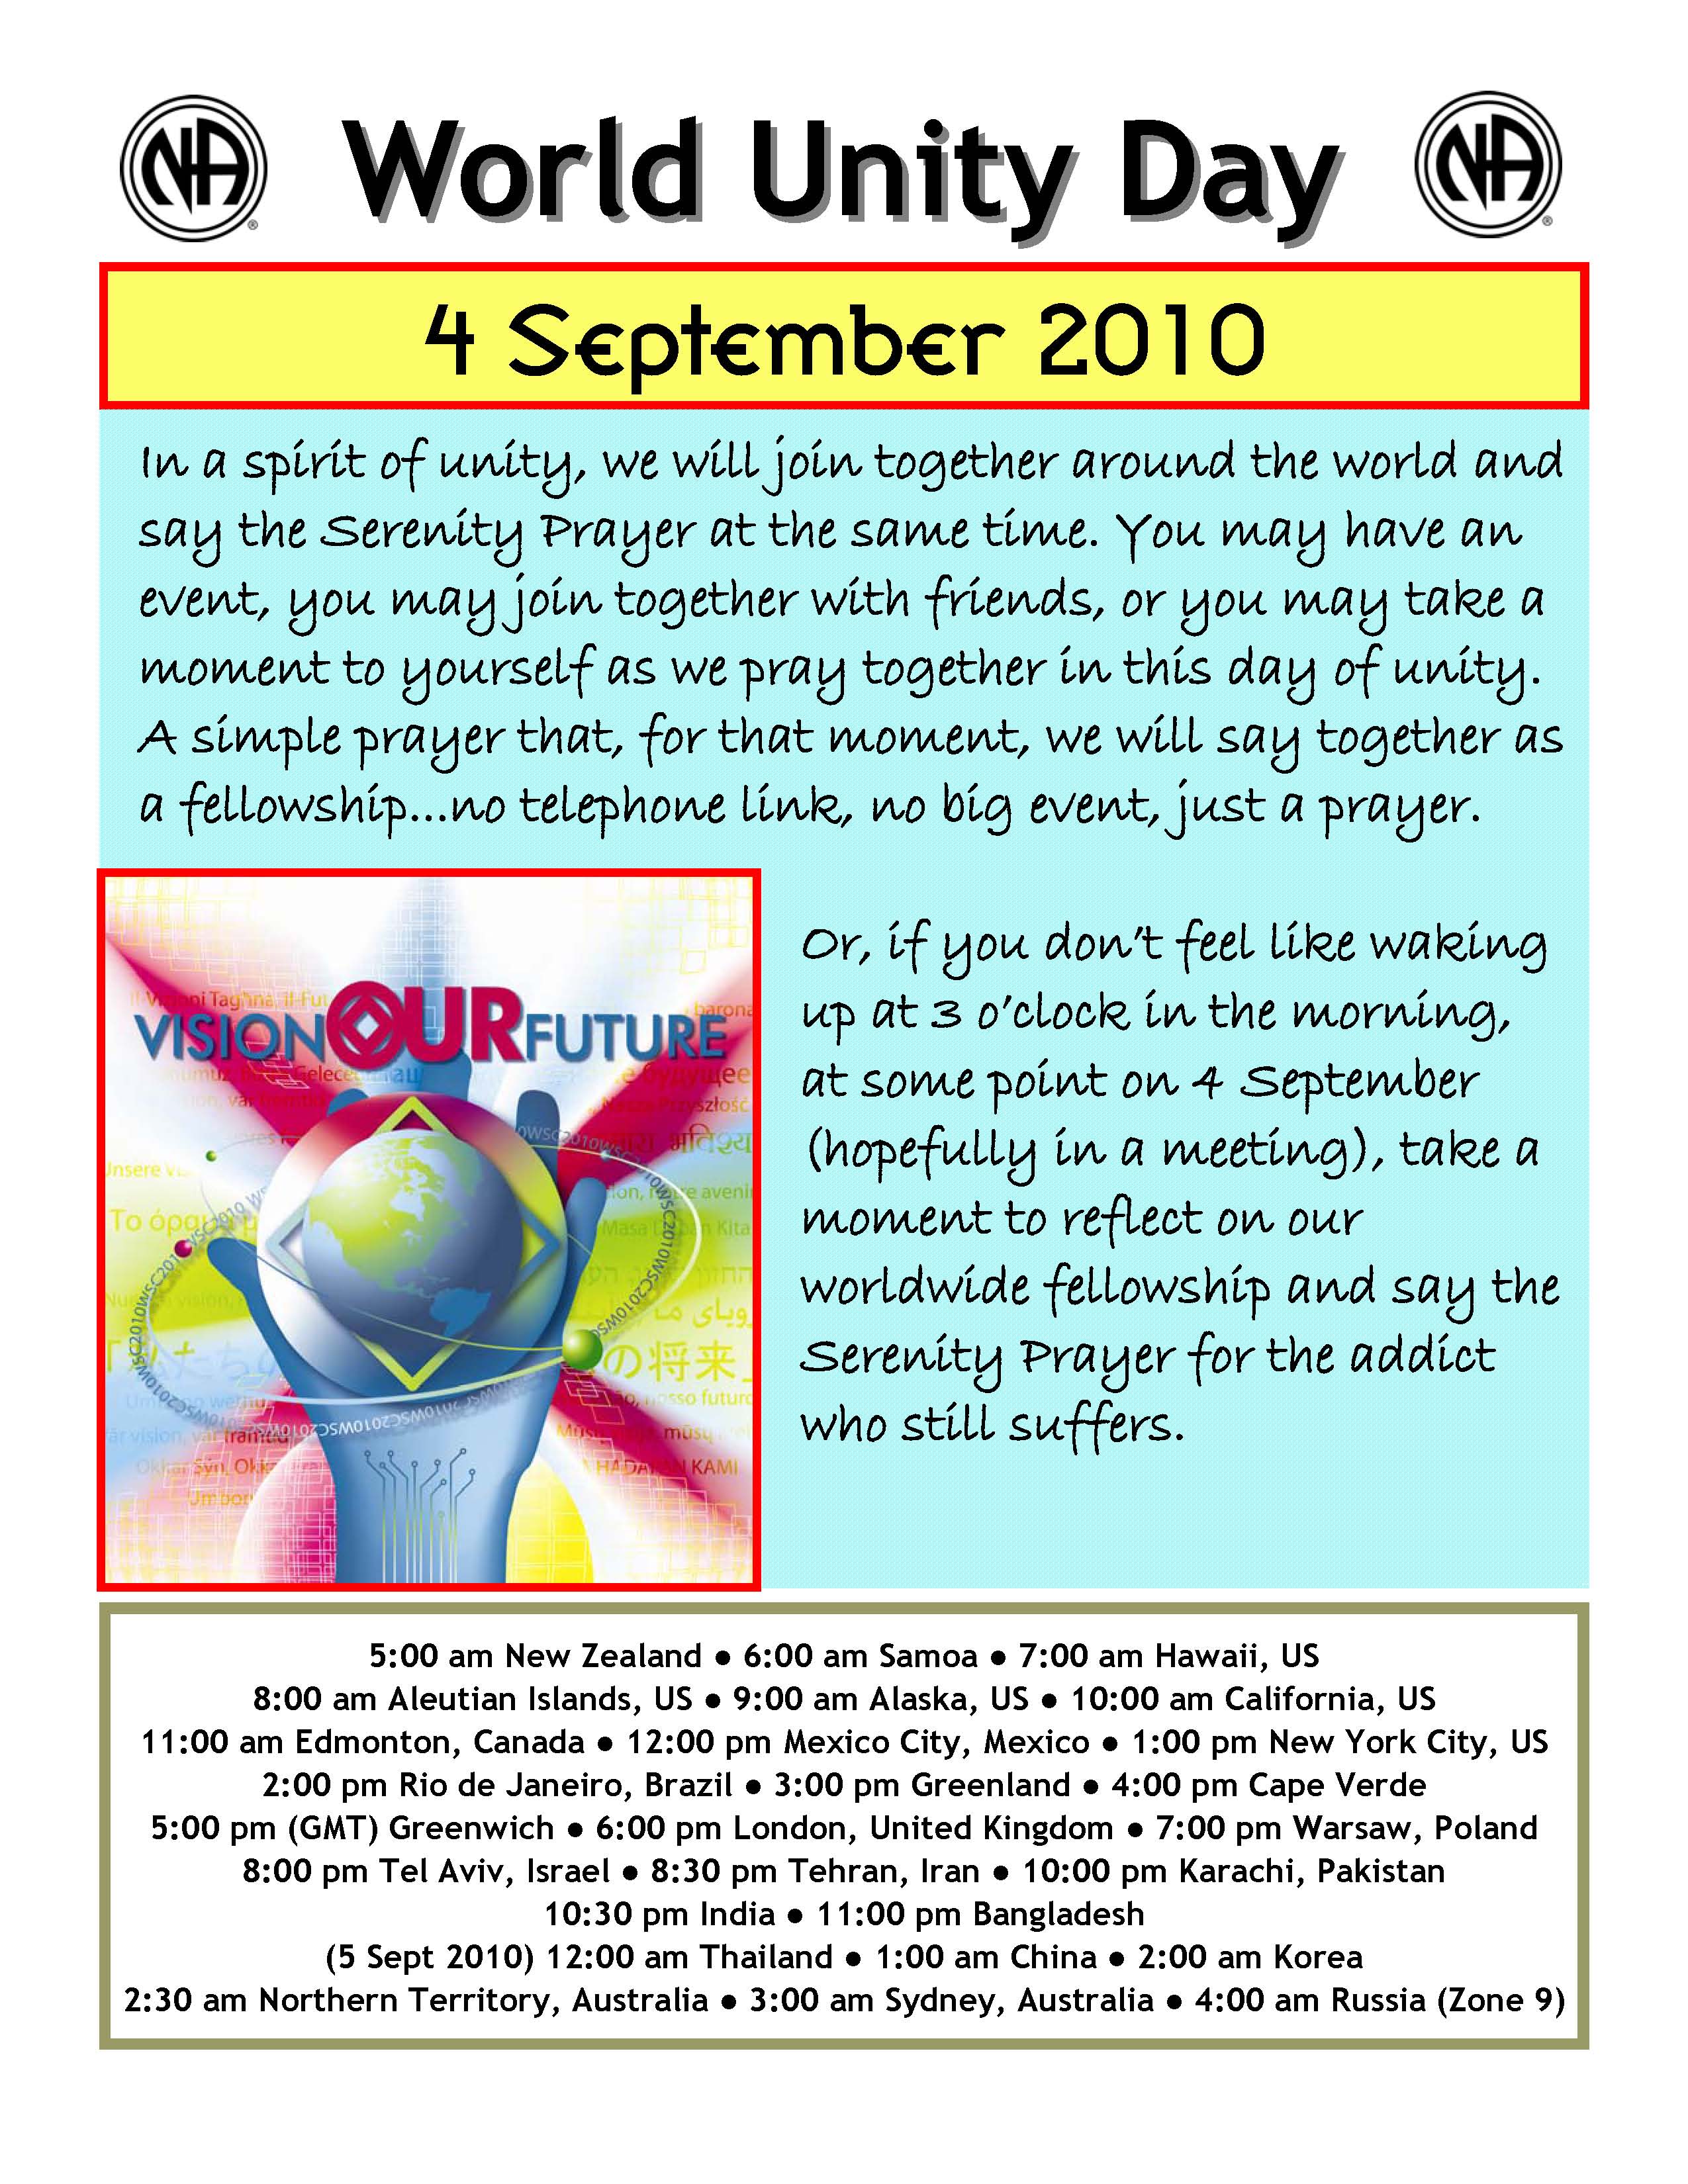 NA
World Unity Day
NA
4 September 2010
In a spirit of unity, we will join together around the world and
say the Serenity Prayer at the same time. You may have an
event, you may join together with friends, or you may take a
moment to yourself as we pray together in this day of unity.
A simple prayer that, for that moment, we will say together as
a fellowship...no telephone link, no big event, just a prayer.
VISION OUR FUTURE
WSC2010WSC2010
То όραμα μ
の将来」
HADAPAN KAMI
Or, if you don't feel like waking
up at 3 o'clock in the morning,
at some point on 4 September
(hopefully in a meeting), take a
moment to reflect on our
worldwide fellowship and say the
Serenity Prayer for the addict
who still suffers.
5:00 am New Zealand ● 6:00 am Samoa ● 7:00 am Hawaii, US
8:00 am Aleutian Islands, US ● 9:00 am Alaska, US ● 10:00 am California, US
11:00 am Edmonton, Canada ● 12:00 pm Mexico City, Mexico ● 1:00 pm New York City, US
2:00 pm Rio de Janeiro, Brazil ● 3:00 pm Greenland ● 4:00 pm Cape Verde
5:00 pm (GMT) Greenwich ● 6:00 pm London, United Kingdom ● 7:00 pm Warsaw, Poland
8:00 pm Tel Aviv, Israel ● 8:30 pm Tehran, Iran ● 10:00 pm Karachi, Pakistan
10:30 pm India ● 11:00 pm Bangladesh
(5 Sept 2010) 12:00 am Thailand ● 1:00 am China ● 2:00 am Korea
2:30 am Northern Territory, Australia ● 3:00 am Sydney, Australia ● 4:00 am Russia (Zone 9)